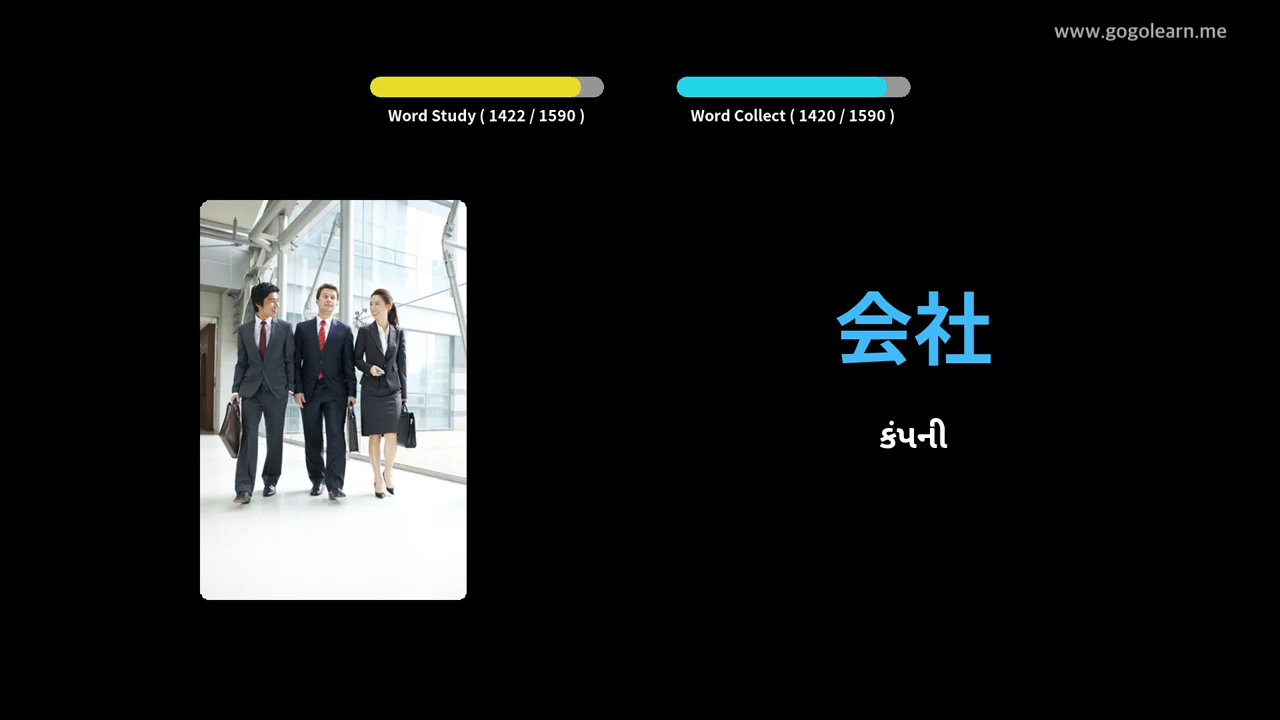 www.gogolearn.me
Word Study ( 1422 / 1590 )
Word Collect ( 1420 / 1590 )
会社
કંપની